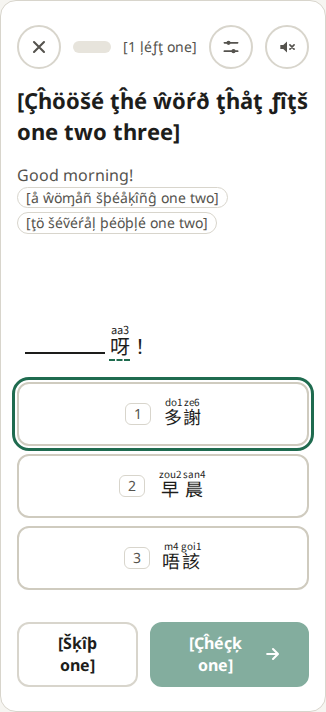 [1 ļéƒţ one]
[Çĥööšé ţĥé ŵöŕð ţĥåţ ƒîţš
one two three]
Good morning!
[å ŵöɱåñ šþéåķîñĝ one two]
[ţö šéṽéŕåļ þéöþļé one two]
aa3
呀！
do1 ze6
1 多謝
zou2 san4
2 早晨
m4 goi1
3 唔該
[Šķîþ
one]
[Çĥéçķ
one]